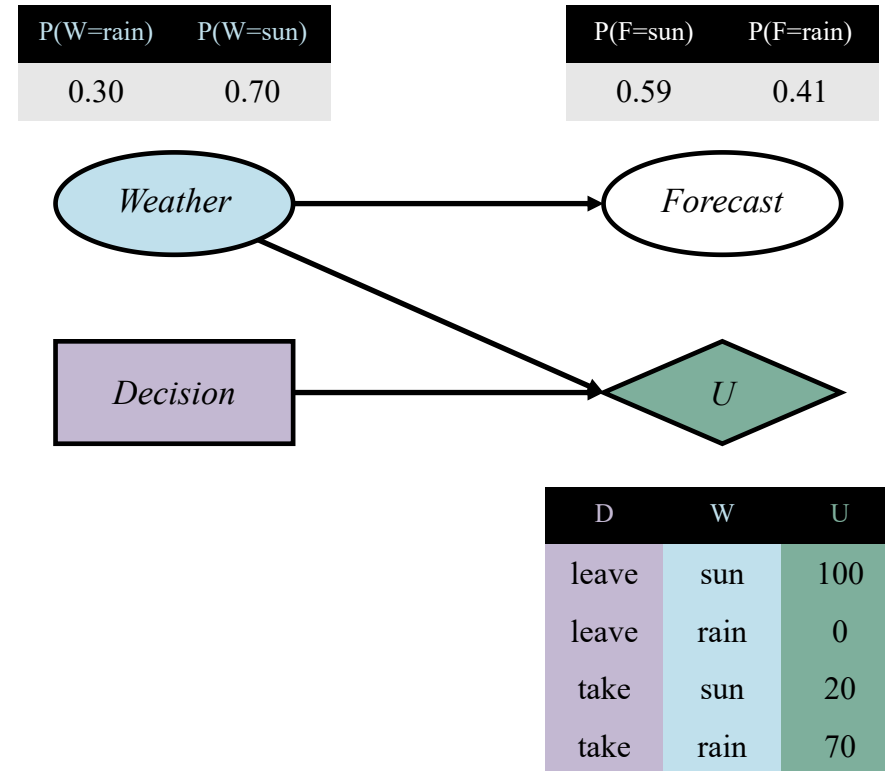 P(W=rain) P(W=sun)
0.30 0.70
P(F=sun) P(F=rain)
0.59 0.41
Weather
Forecast
Decision
U
D W U
leave sun 100
leave rain 0
take sun 20
take rain 70